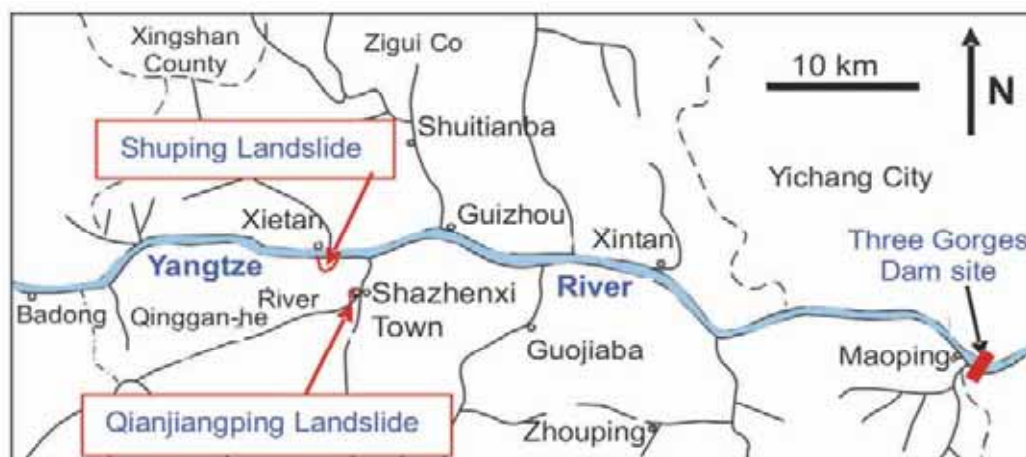 Xingshan
County
Zigui Co
10 km
N
Shuitianba
Shuping Landslide
Yichang City
Xietan
Guizhou
Xintan
Three Gorges
Dam site
Yangtze
River
River
Shazhenxi
Town
Badong
Qinggan-he
Guojiaba
Maoping
Qianjiangping Landslide
Zhouping